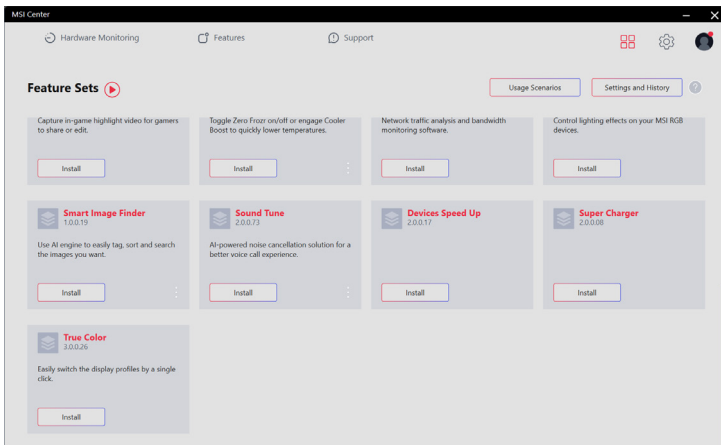 MSI Center
Hardware Monitoring
Features
Support
Feature Sets
Usage Scenarios
Settings and History
?
Capture in-game highlight video for gamers
to share or edit.
Install
Toggle Zero Frozr on/off or engage Cooler
Boost to quickly lower temperatures.
Install
Network traffic analysis and bandwidth
monitoring software.
Install
Control lighting effects on your MSI RGB
devices.
Install
Smart Image Finder
1.0.0.19
Use AI engine to easily tag, sort and search
the images you want.
Install
Sound Tune
2.0.0.73
AI-powered noise cancellation solution for a
better voice call experience.
Install
Devices Speed Up
2.0.0.17
Install
Super Charger
2.0.0.08
Install
True Color
3.0.0.26
Easily switch the display profiles by a single
click.
Install